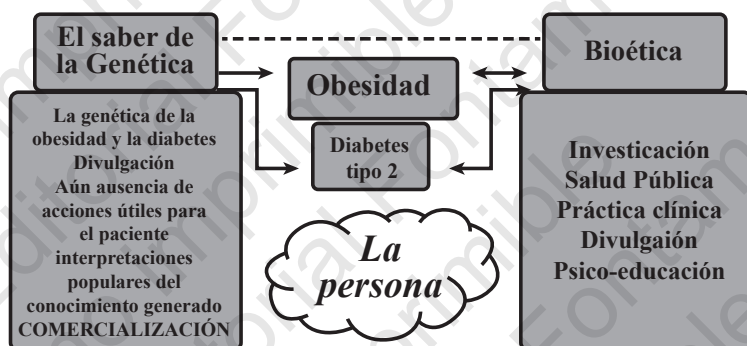 El saber de
la Genética
Obesidad
Bioética
La genética de la
obesidad y la diabetes
Divulgación
Aún ausencia de
acciones útiles para
el paciente
interpretaciones
populares del
conocimiento generado
COMERCIALIZACIÓN
Diabetes
tipo 2
La
persona
Investicación
Salud Pública
Práctica clínica
Divulgaión
Psico-educación